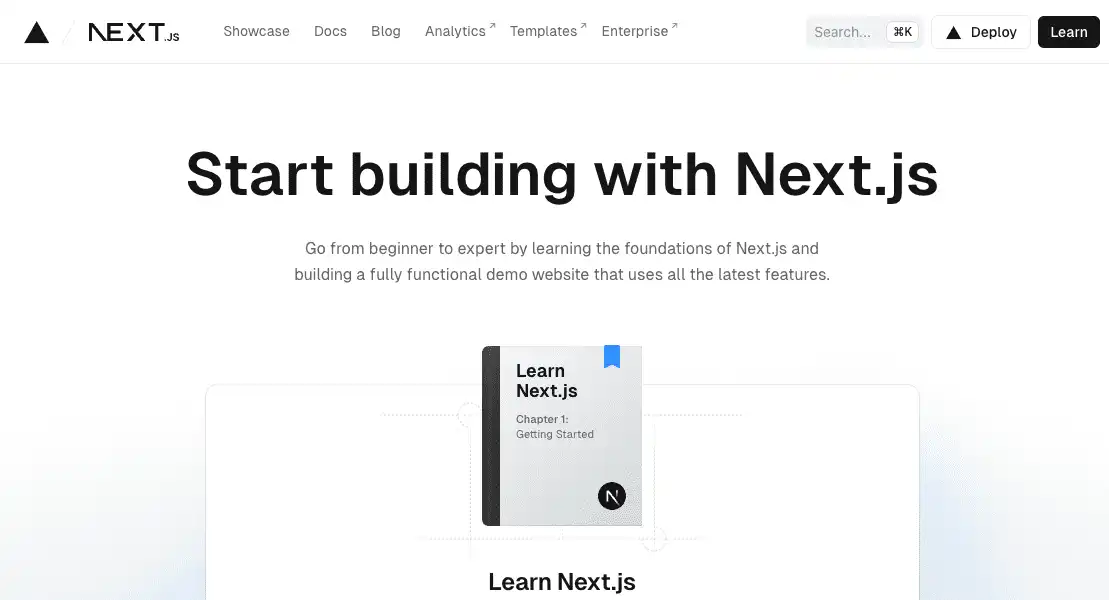 NEXT.JS
Showcase
Docs
Blog
Analytics↗
Templates↗
Enterprise↗
Search...
⌘K
Deploy
Learn
Start building with Next.js
Go from beginner to expert by learning the foundations of Next.js and
building a fully functional demo website that uses all the latest features.
Learn
Next.js
Chapter 1:
Getting Started
N
Learn Next.js